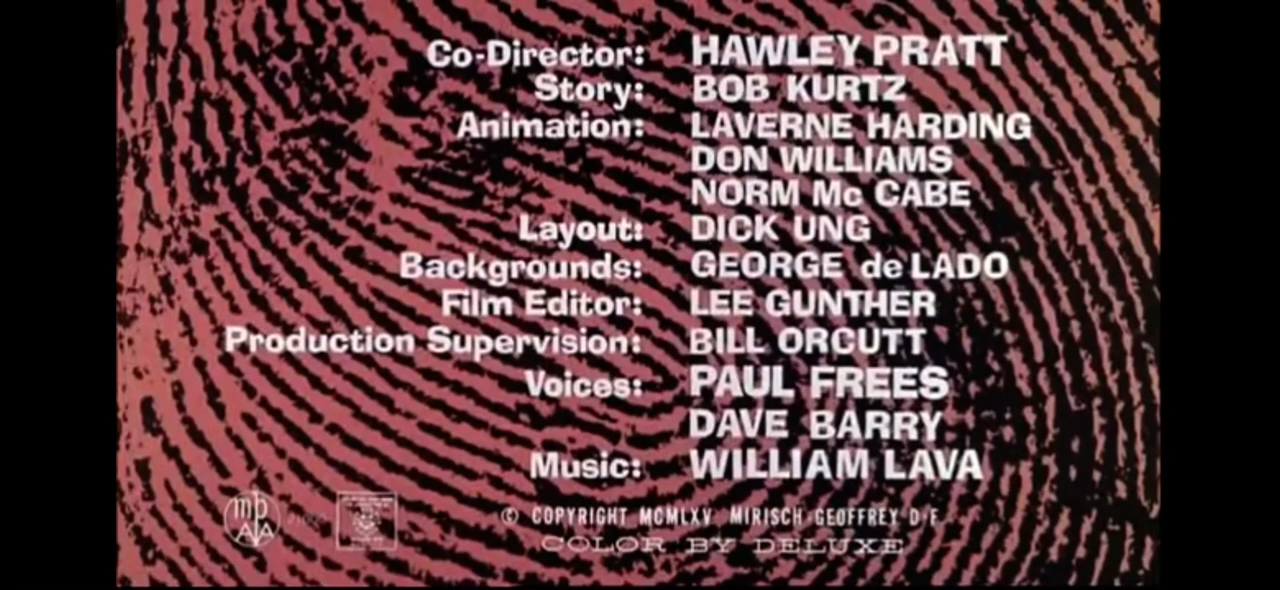 Co-Director: HAWLEY PRATT
Story: BOB KURTZ
Animation: LAVERNE HARDING
DON WILLIAMS
NORM Mc CABE
Layout: DICK UNG
Backgrounds: GEORGE de LADO
Film Editor: LEE GUNTHER
Production Supervision: BILL ORCUTT
Voices: PAUL FREES
DAVE BARRY
Music: WILLIAM LAVA
mpAA
© COPYRIGHT MCMLXV MIRISCH-GEOFFREY D F
COLOR BY DELUXE